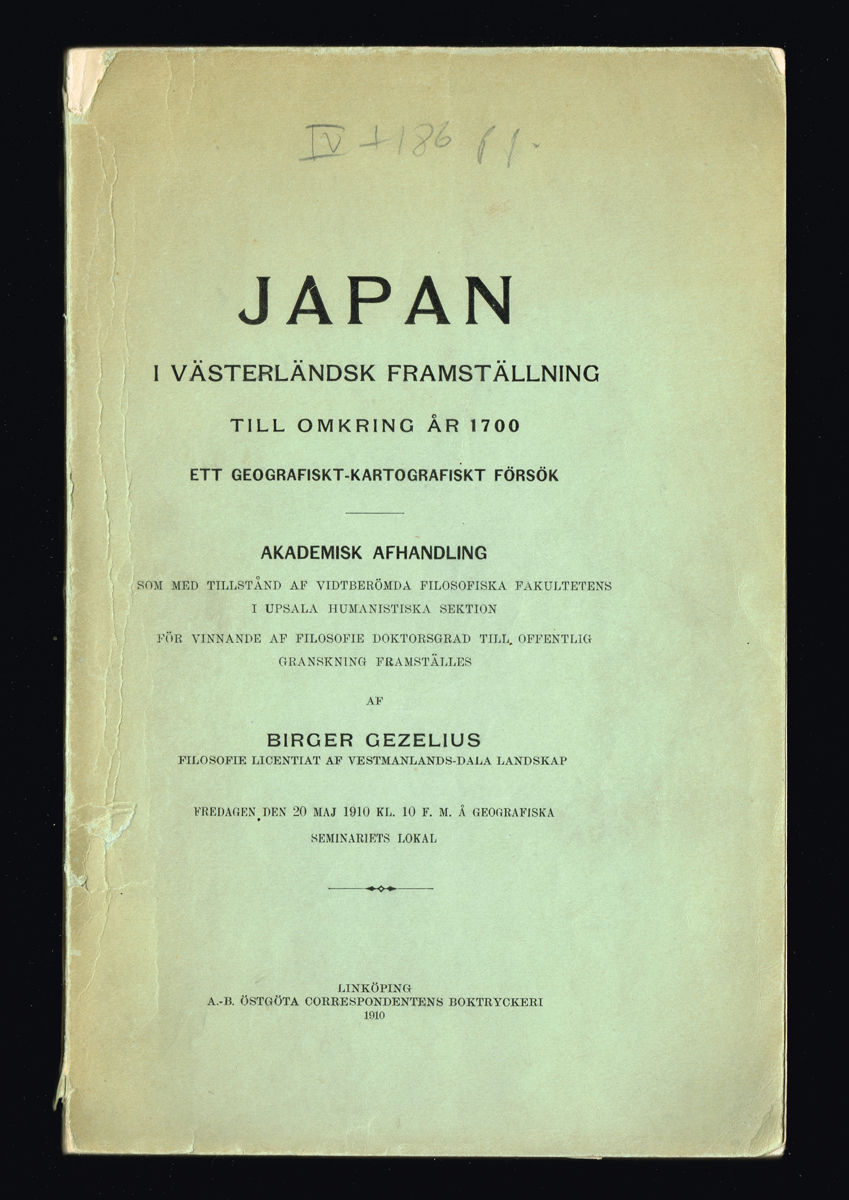 IV + 186 pp.
JAPAN
I VÄSTERLÄNDSK FRAMSTÄLLNING
TILL OMKRING ÅR 1700
ETT GEOGRAFISKT-KARTOGRAFISKT FÖRSÖK
AKADEMISK AFHANDLING
SOM MED TILLSTÅND AF VIDTBERÖMDA FILOSOFISKA FAKULTETENS
I UPSALA HUMANISTISKA SEKTION
FÖR VINNANDE AF FILOSOFIE DOKTORSGRAD TILL OFFENTLIG
GRANSKNING FRAMSTÄLLES
AF
BIRGER GEZELIUS
FILOSOFIE LICENTIAT AF VESTMANLANDS-DALA LANDSKAP
FREDAGEN DEN 20 MAJ 1910 KL. 10 F. M. Å GEOGRAFISKA
SEMINARIETS LOKAL
LINKÖPING
A.-B. ÖSTGÖTA CORRESPONDENTENS BOKTRYCKERI
1910